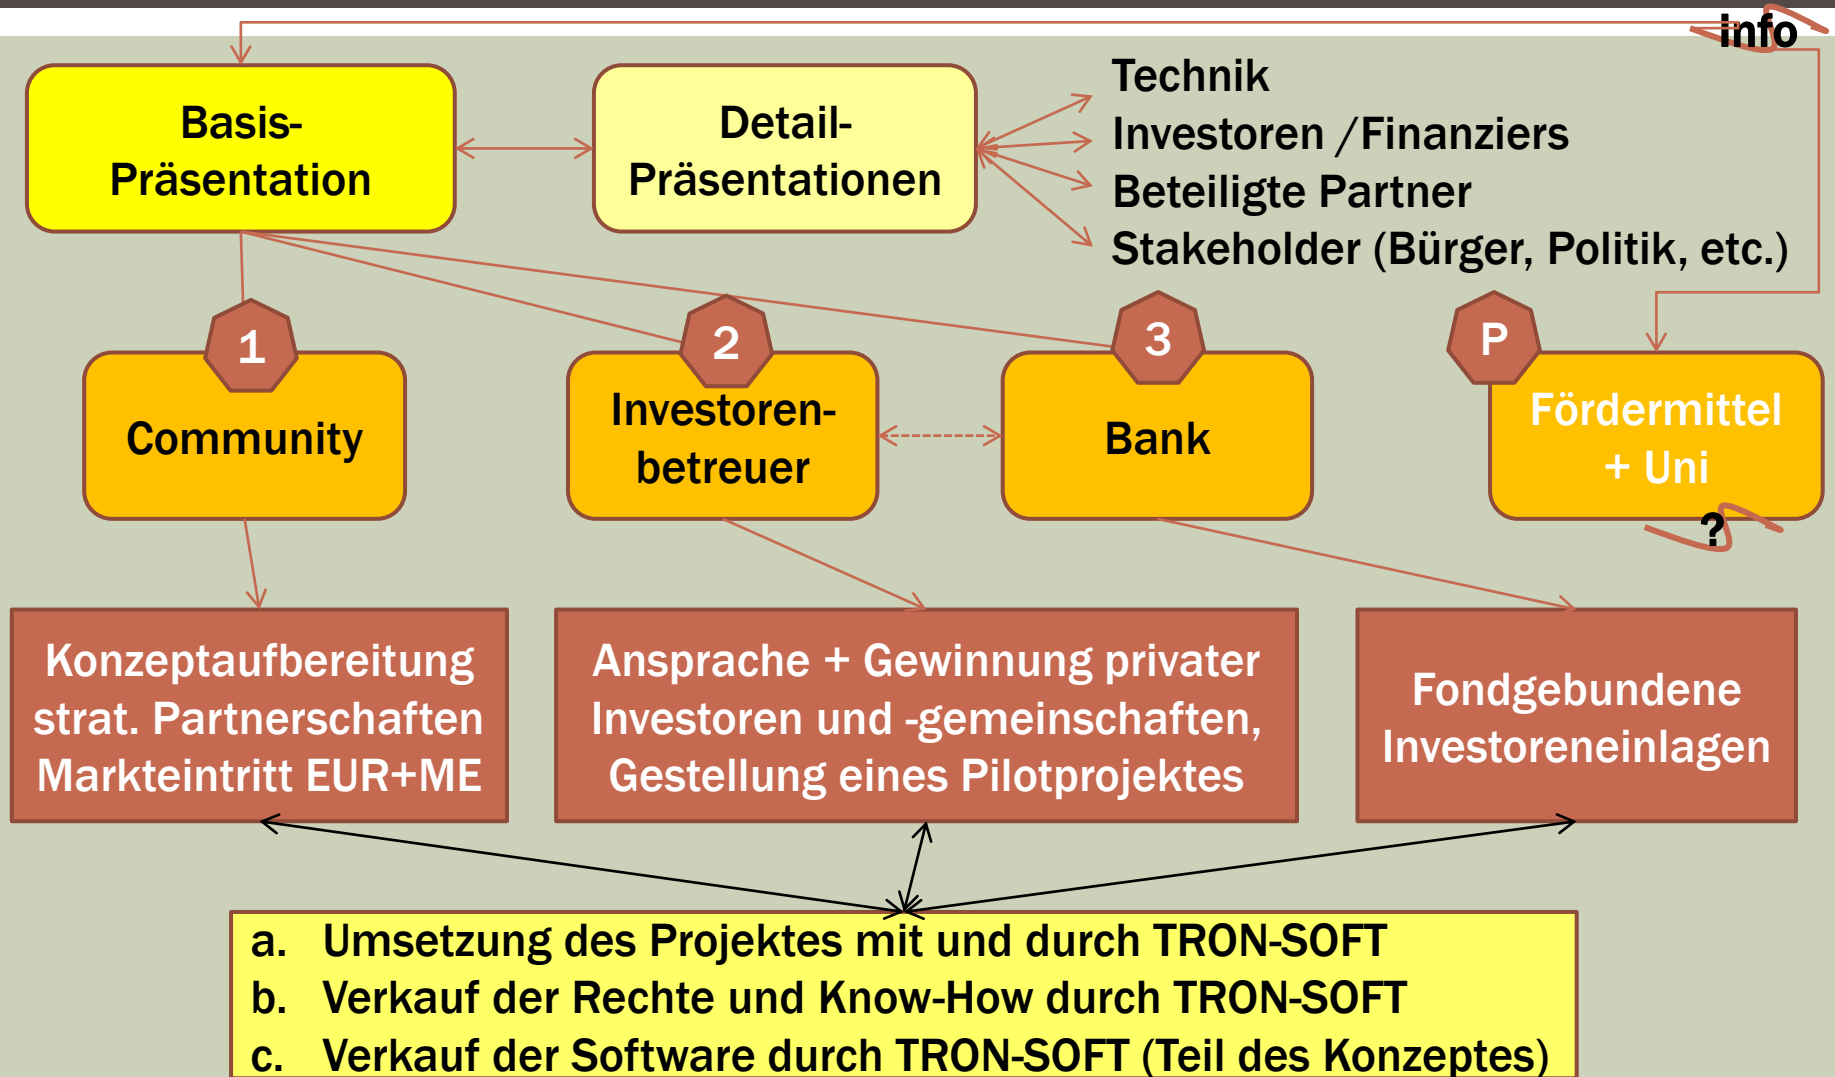 Info
Basis-
Präsentation
Detail-
Präsentationen
Technik
Investoren /Finanziers
Beteiligte Partner
Stakeholder (Bürger, Politik, etc.)
1
Community
2
Investoren-
betreuer
3
Bank
P
Fördermittel
+ Uni
?
Konzeptaufbereitung
strat. Partnerschaften
Markteintritt EUR+ME
Ansprache + Gewinnung privater
Investoren und -gemeinschaften,
Gestellung eines Pilotprojektes
Fondgebundene
Investoreneinlagen
a. Umsetzung des Projektes mit und durch TRON-SOFT
b. Verkauf der Rechte und Know-How durch TRON-SOFT
c. Verkauf der Software durch TRON-SOFT (Teil des Konzeptes)